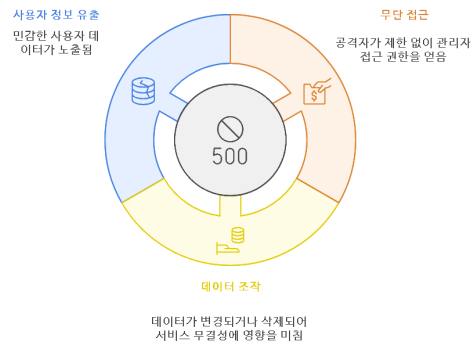 사용자 정보 유출
민감한 사용자 데
이터가 노출됨
무단 접근
공격자가 제한 없이 관리자
접근 권한을 얻음
$
500
데이터 조작
데이터가 변경되거나 삭제되어
서비스 무결성에 영향을 미침